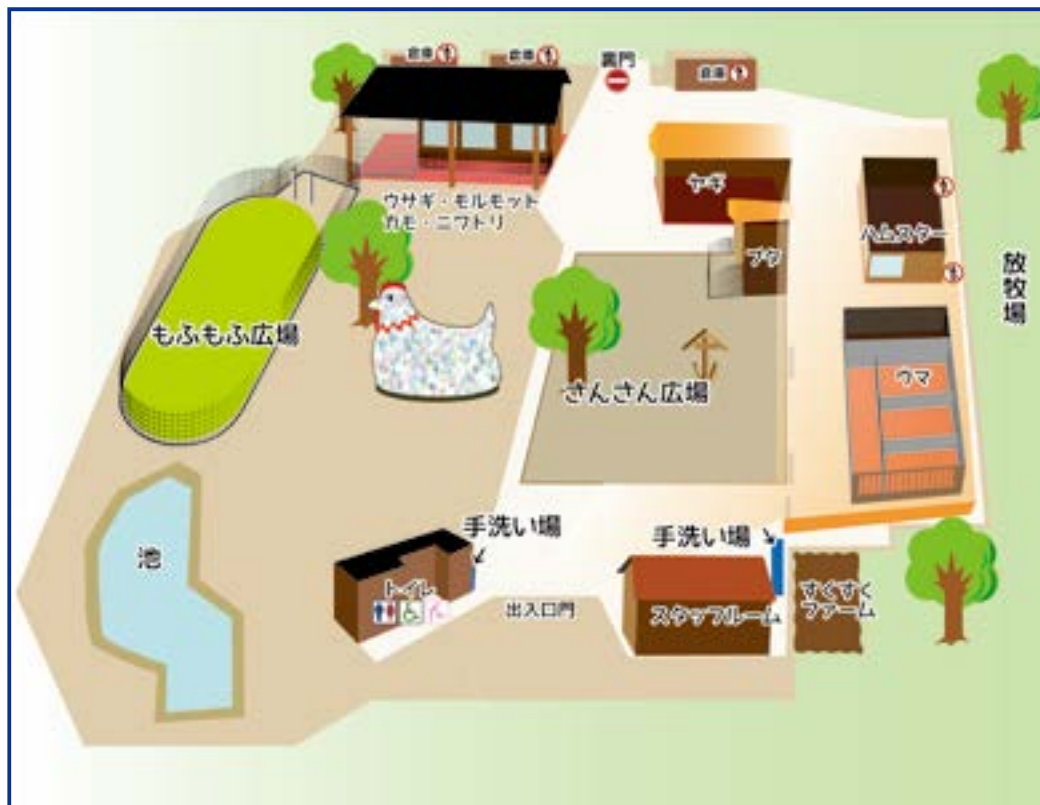 倉庫
倉庫
裏門
倉庫
ヤギ
ウサギ・モルモット
カモ・ニワトリ
ハムスター
ブタ
放牧場
もふもふ広場
ウマ
さんさん広場
手洗い場
手洗い場
池
トイレ
出入口門
スタッフルーム
すくすく
ファーム